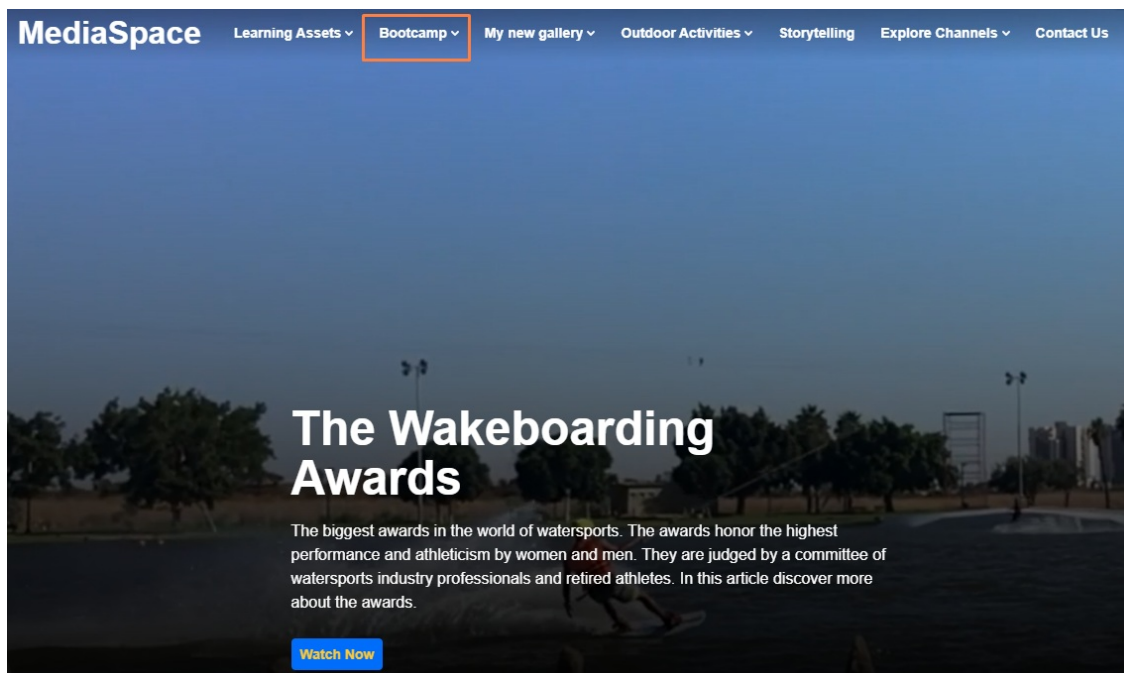 MediaSpace Learning Assets Bootcamp My new gallery Outdoor Activities Storytelling Explore Channels Contact Us
The Wakeboarding
Awards
The biggest awards in the world of watersports. The awards honor the highest
performance and athleticism by women and men. They are judged by a committee of
watersports industry professionals and retired athletes. In this article discover more
about the awards.
Watch Now